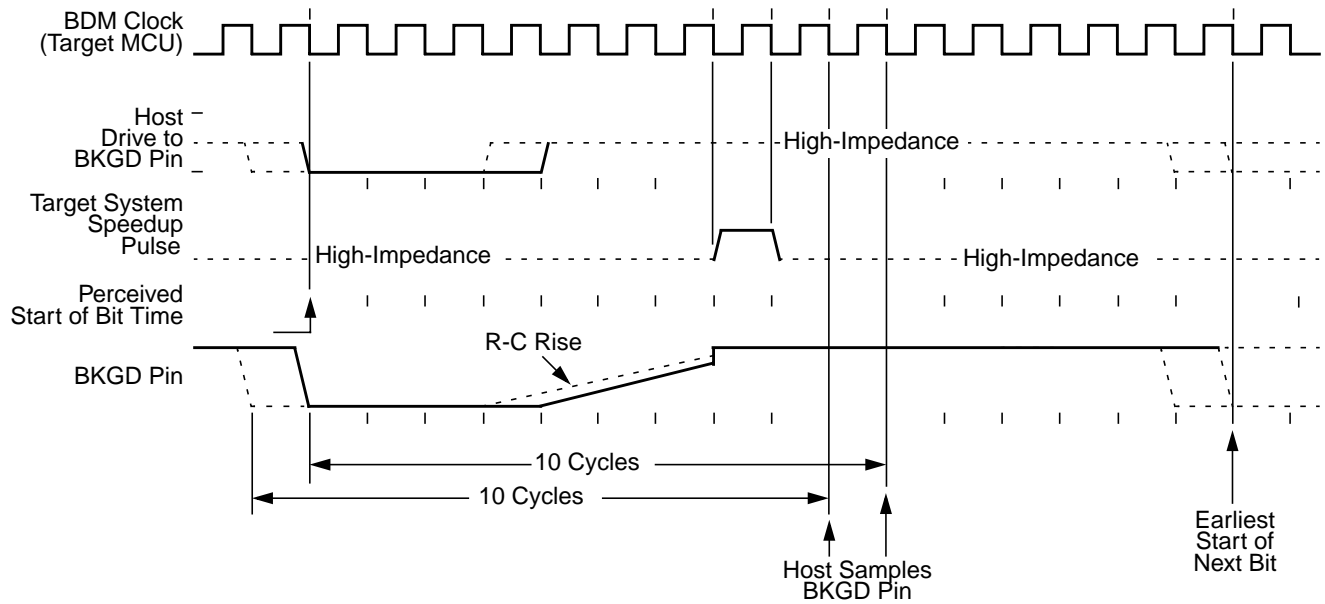 BDM Clock
(Target MCU)
Host
Drive to
BKGD Pin
High-Impedance
Target System
Speedup
Pulse
High-Impedance
High-Impedance
Perceived
Start of Bit Time
R-C Rise
BKGD Pin
10 Cycles
10 Cycles
Earliest
Start of
Next Bit
Host Samples
BKGD Pin